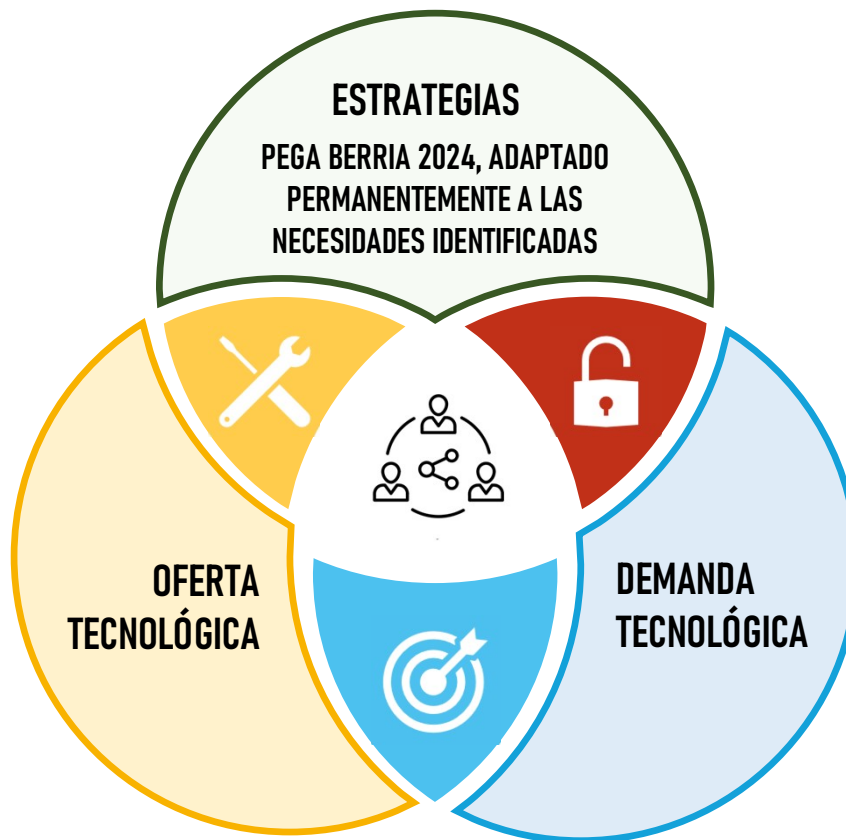 ESTRATEGIAS
PEGA BERRIA 2024, ADAPTADO
PERMANENTEMENTE A LAS
NECESIDADES IDENTIFICADAS
OFERTA
TECNOLÓGICA
DEMANDA
TECNOLÓGICA